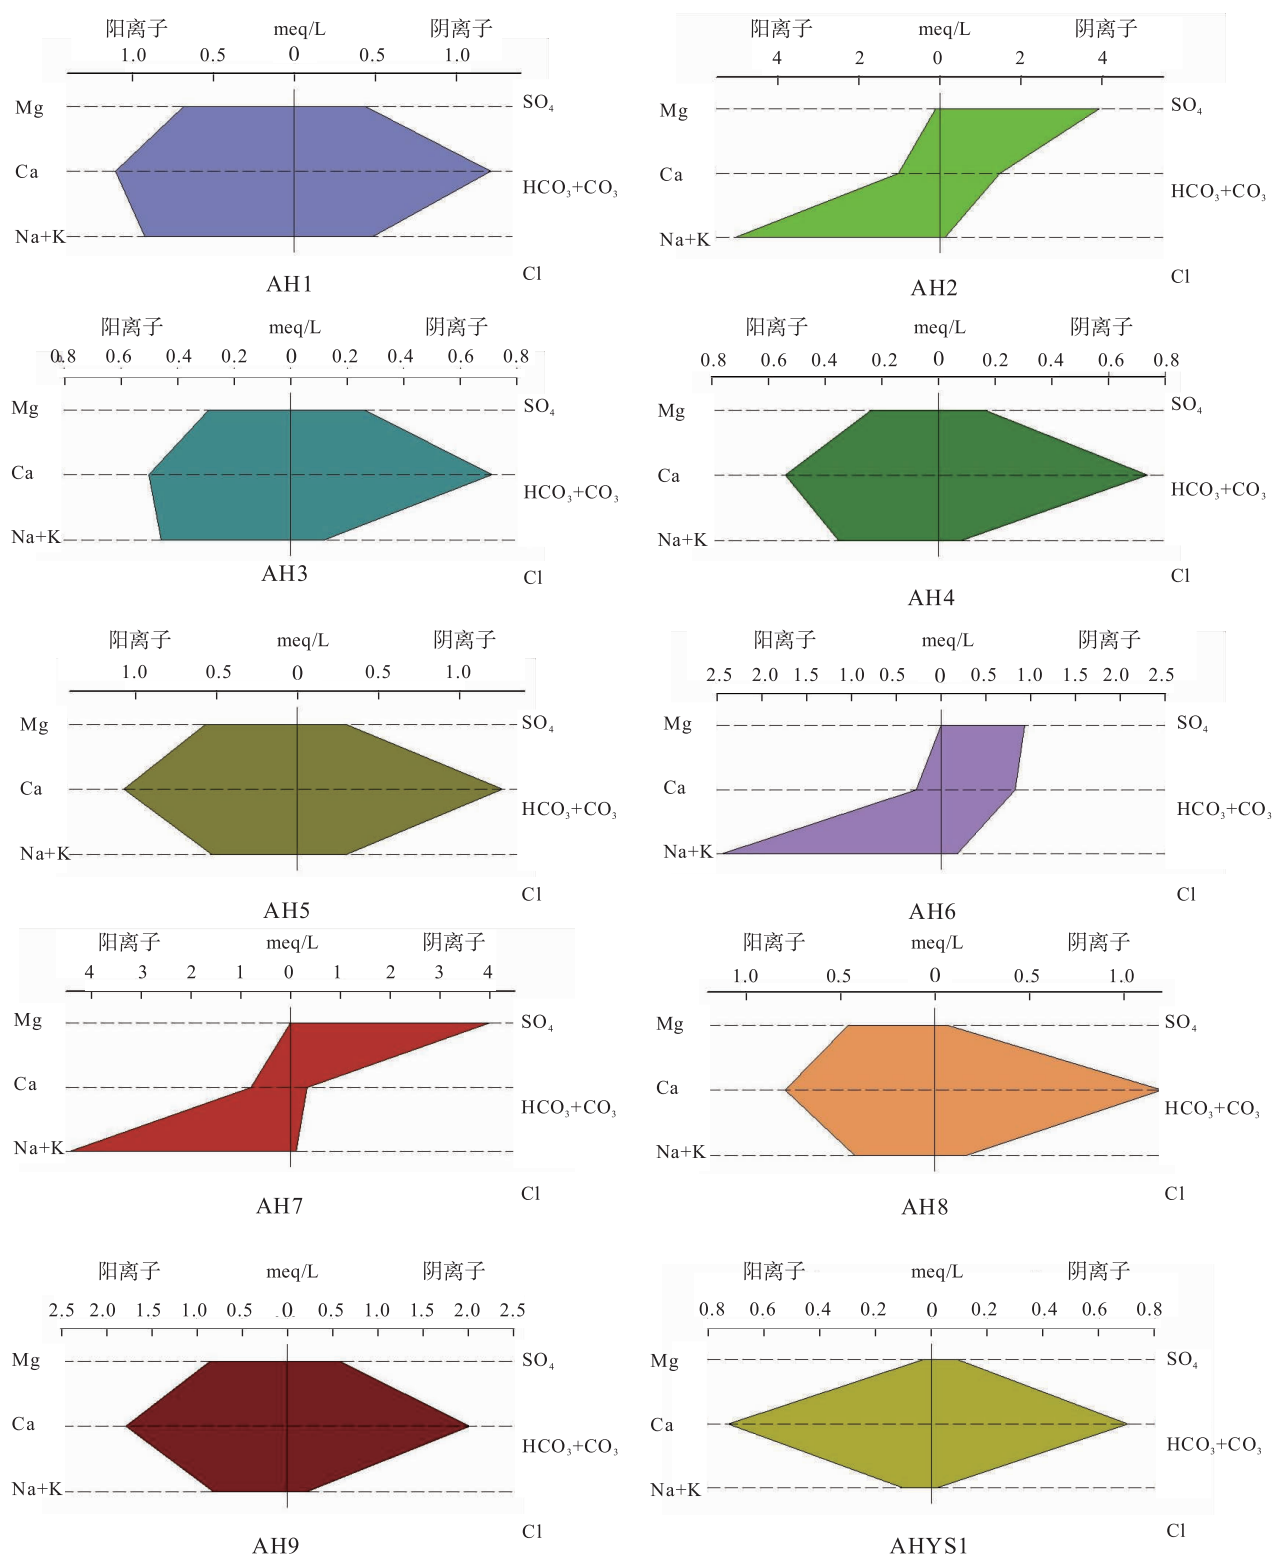 阳离子 meq/L 阴离子
1.0 0.5 0 0.5 1.0
Mg SO₄
Ca HCO₃+CO₃
Na+K Cl
AH1
阳离子 meq/L 阴离子
4 2 0 2 4
Mg SO₄
Ca HCO₃+CO₃
Na+K Cl
AH2
阳离子 meq/L 阴离子
0.8 0.6 0.4 0.2 0 0.2 0.4 0.6 0.8
Mg SO₄
Ca HCO₃+CO₃
Na+K Cl
AH3
阳离子 meq/L 阴离子
0.8 0.6 0.4 0.2 0 0.2 0.4 0.6 0.8
Mg SO₄
Ca HCO₃+CO₃
Na+K Cl
AH4
阳离子 meq/L 阴离子
1.0 0.5 0 0.5 1.0
Mg SO₄
Ca HCO₃+CO₃
Na+K Cl
AH5
阳离子 meq/L 阴离子
2.5 2.0 1.5 1.0 0.5 0 0.5 1.0 1.5 2.0 2.5
Mg SO₄
Ca HCO₃+CO₃
Na+K Cl
AH6
阳离子 meq/L 阴离子
4 3 2 1 0 1 2 3 4
Mg SO₄
Ca HCO₃+CO₃
Na+K Cl
AH7
阳离子 meq/L 阴离子
1.0 0.5 0 0.5 1.0
Mg SO₄
Ca HCO₃+CO₃
Na+K Cl
AH8
阳离子 meq/L 阴离子
2.5 2.0 1.5 1.0 0.5 0 0.5 1.0 1.5 2.0 2.5
Mg SO₄
Ca HCO₃+CO₃
Na+K Cl
AH9
阳离子 meq/L 阴离子
0.8 0.6 0.4 0.2 0 0.2 0.4 0.6 0.8
Mg SO₄
Ca HCO₃+CO₃
Na+K Cl
AHYS1